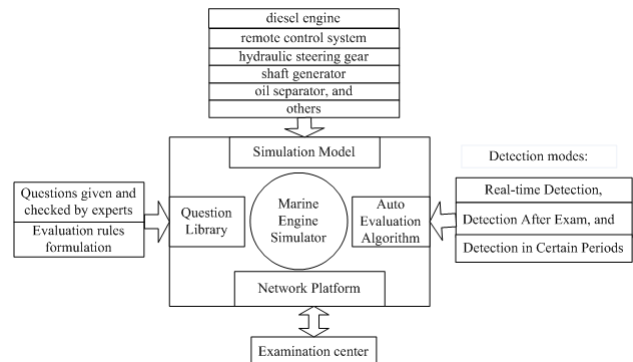 diesel engine
remote control system
hydraulic steering gear
shaft generator
oil separator, and
others
Simulation Model
Detection modes:
Questions given and
checked by experts
Evaluation rules
formulation
Question
Library
Marine
Engine
Simulator
Auto
Evaluation
Algorithm
Real-time Detection,
Detection After Exam, and
Detection in Certain Periods
Network Platform
Examination center